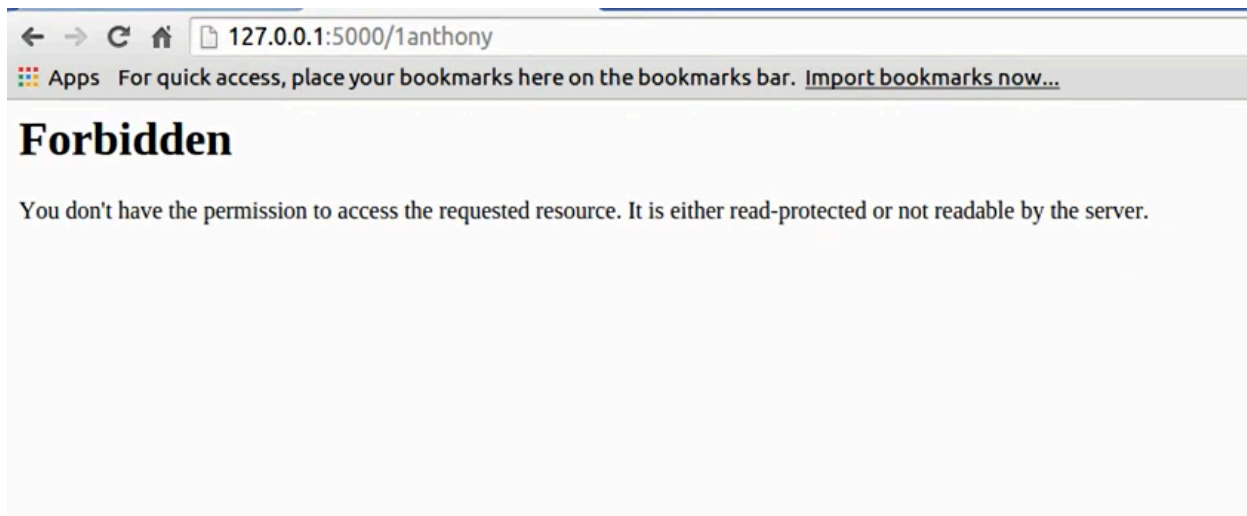 127.0.0.1:5000/1anthony
Apps For quick access, place your bookmarks here on the bookmarks bar. Import bookmarks now...
Forbidden
You don't have the permission to access the requested resource. It is either read-protected or not readable by the server.